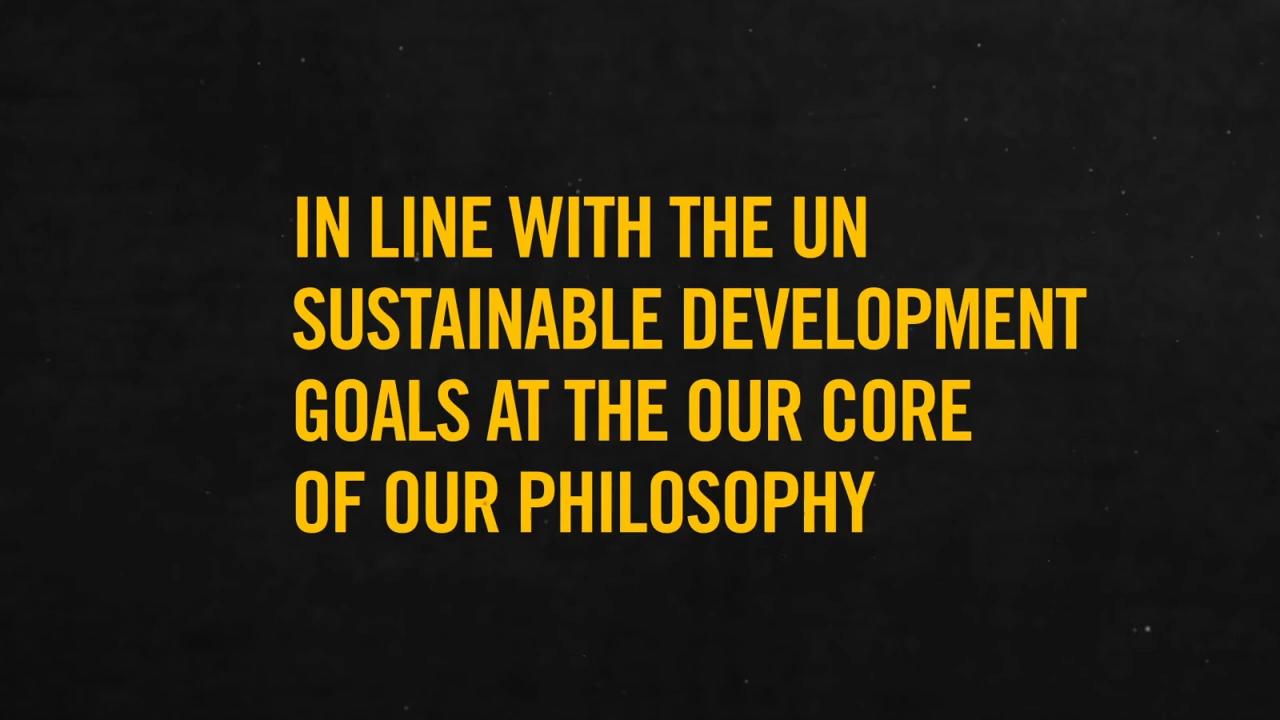 IN LINE WITH THE UN
SUSTAINABLE DEVELOPMENT
GOALS AT THE OUR CORE
OF OUR PHILOSOPHY